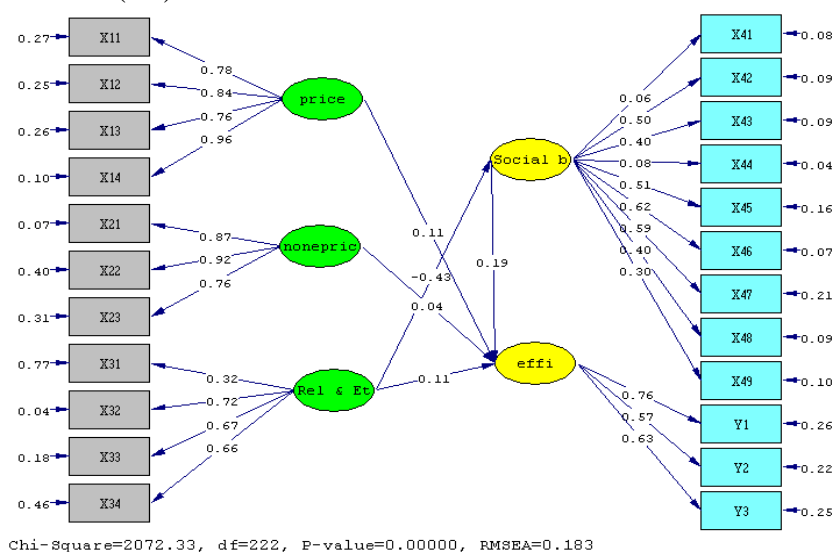 0.27 X11
0.25 X12
0.26 X13
0.10 X14
0.07 X21
0.40 X22
0.31 X23
0.77 X31
0.04 X32
0.18 X33
0.46 X34
0.78
0.84
0.76
0.96
0.87
0.92
0.76
0.32
0.72
0.67
0.66
price
nonepric
Rel & Et
0.11
-0.43
0.04
0.11
0.19
Social b
effi
0.06
0.50
0.40
0.08
0.51
0.62
0.59
0.40
0.30
0.76
0.57
0.63
X41 0.08
X42 0.09
X43 0.09
X44 0.04
X45 0.16
X46 0.07
X47 0.21
X48 0.09
X49 0.10
Y1 0.26
Y2 0.22
Y3 0.25
Chi-Square=2072.33, df=222, P-value=0.00000, RMSEA=0.183